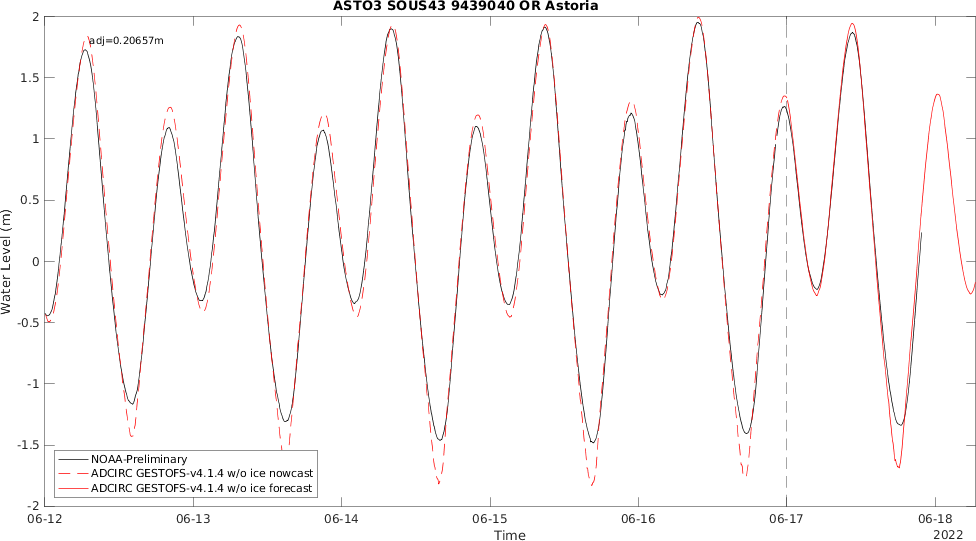 ASTO3 SOUS43 9439040 OR Astoria
adj=0.20657m
2
1.5
1
0.5
0
-0.5
-1
-1.5
-2
Water Level (m)
NOAA-Preliminary
ADCIRC GESTOFS-v4.1.4 w/o ice nowcast
ADCIRC GESTOFS-v4.1.4 w/o ice forecast
06-12 06-13 06-14 06-15 06-16 06-17 06-18
Time
2022